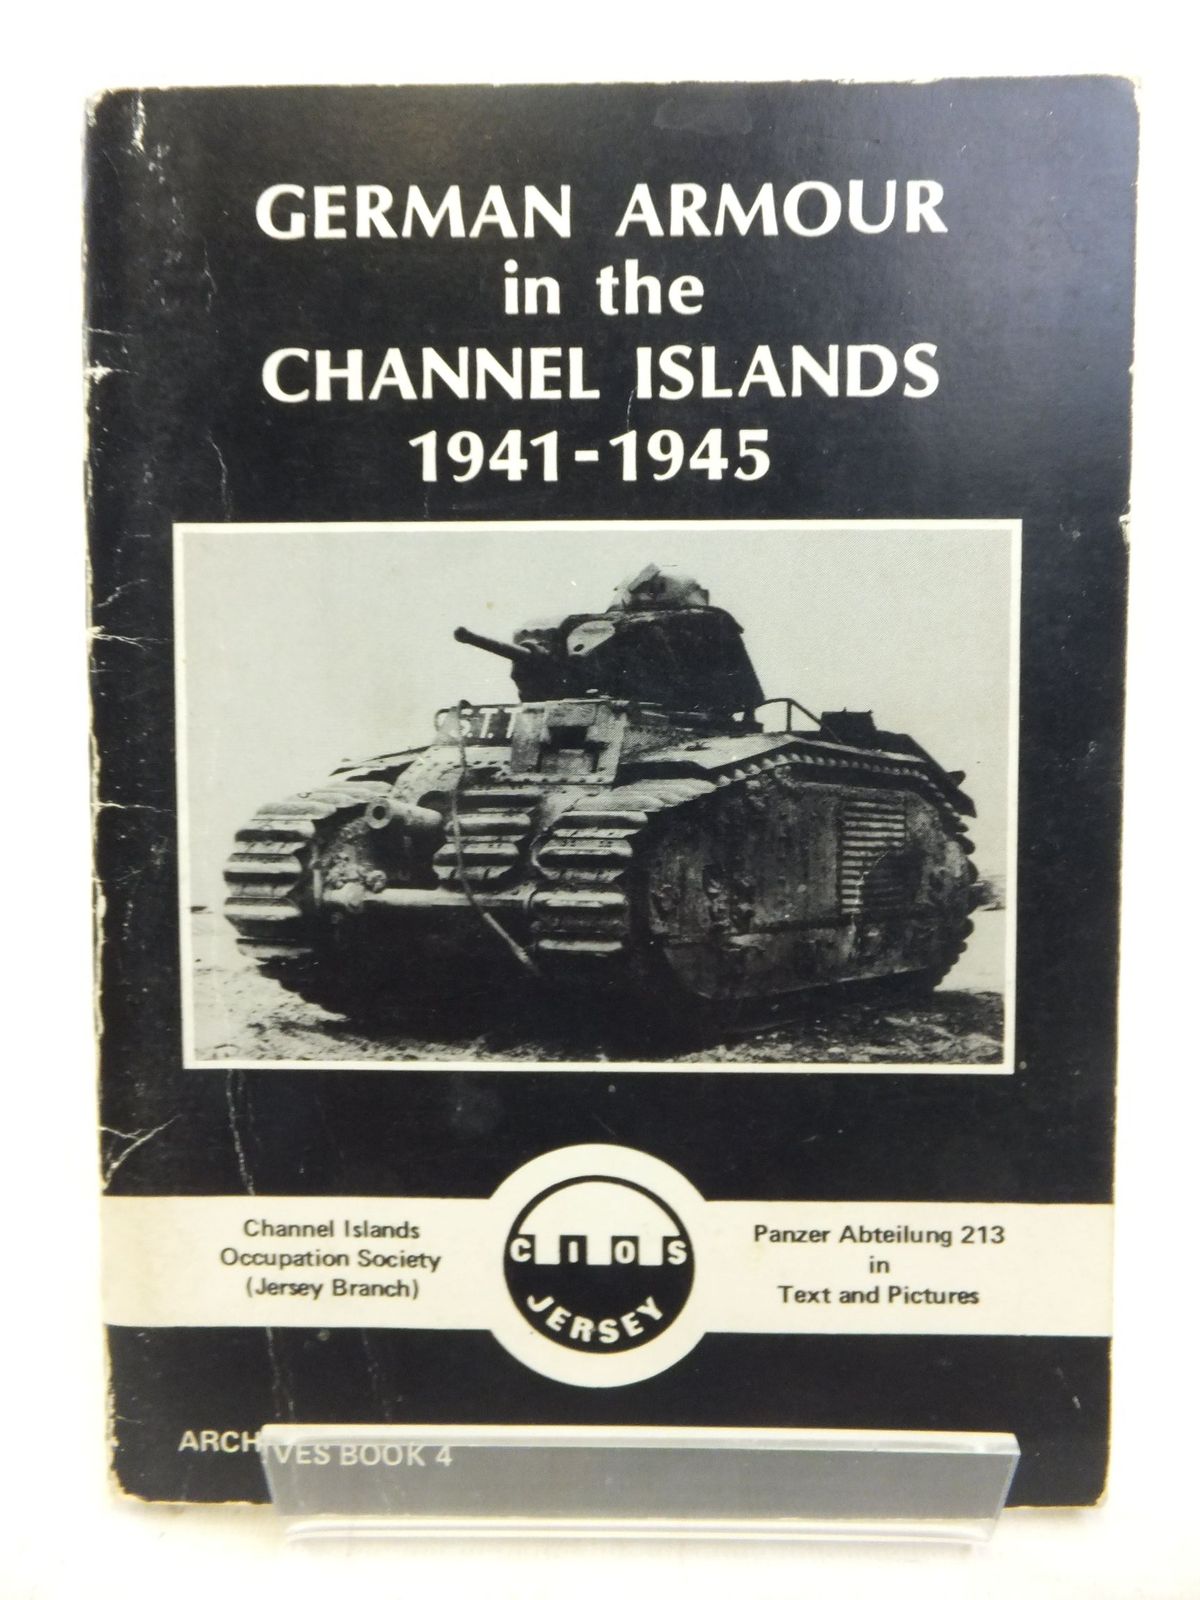 GERMAN ARMOUR
in the
CHANNEL ISLANDS
1941-1945
S.T.T
Channel Islands
Occupation Society
(Jersey Branch)
CIOS
JERSEY
Panzer Abteilung 213
in
Text and Pictures
ARCHIVES BOOK 4